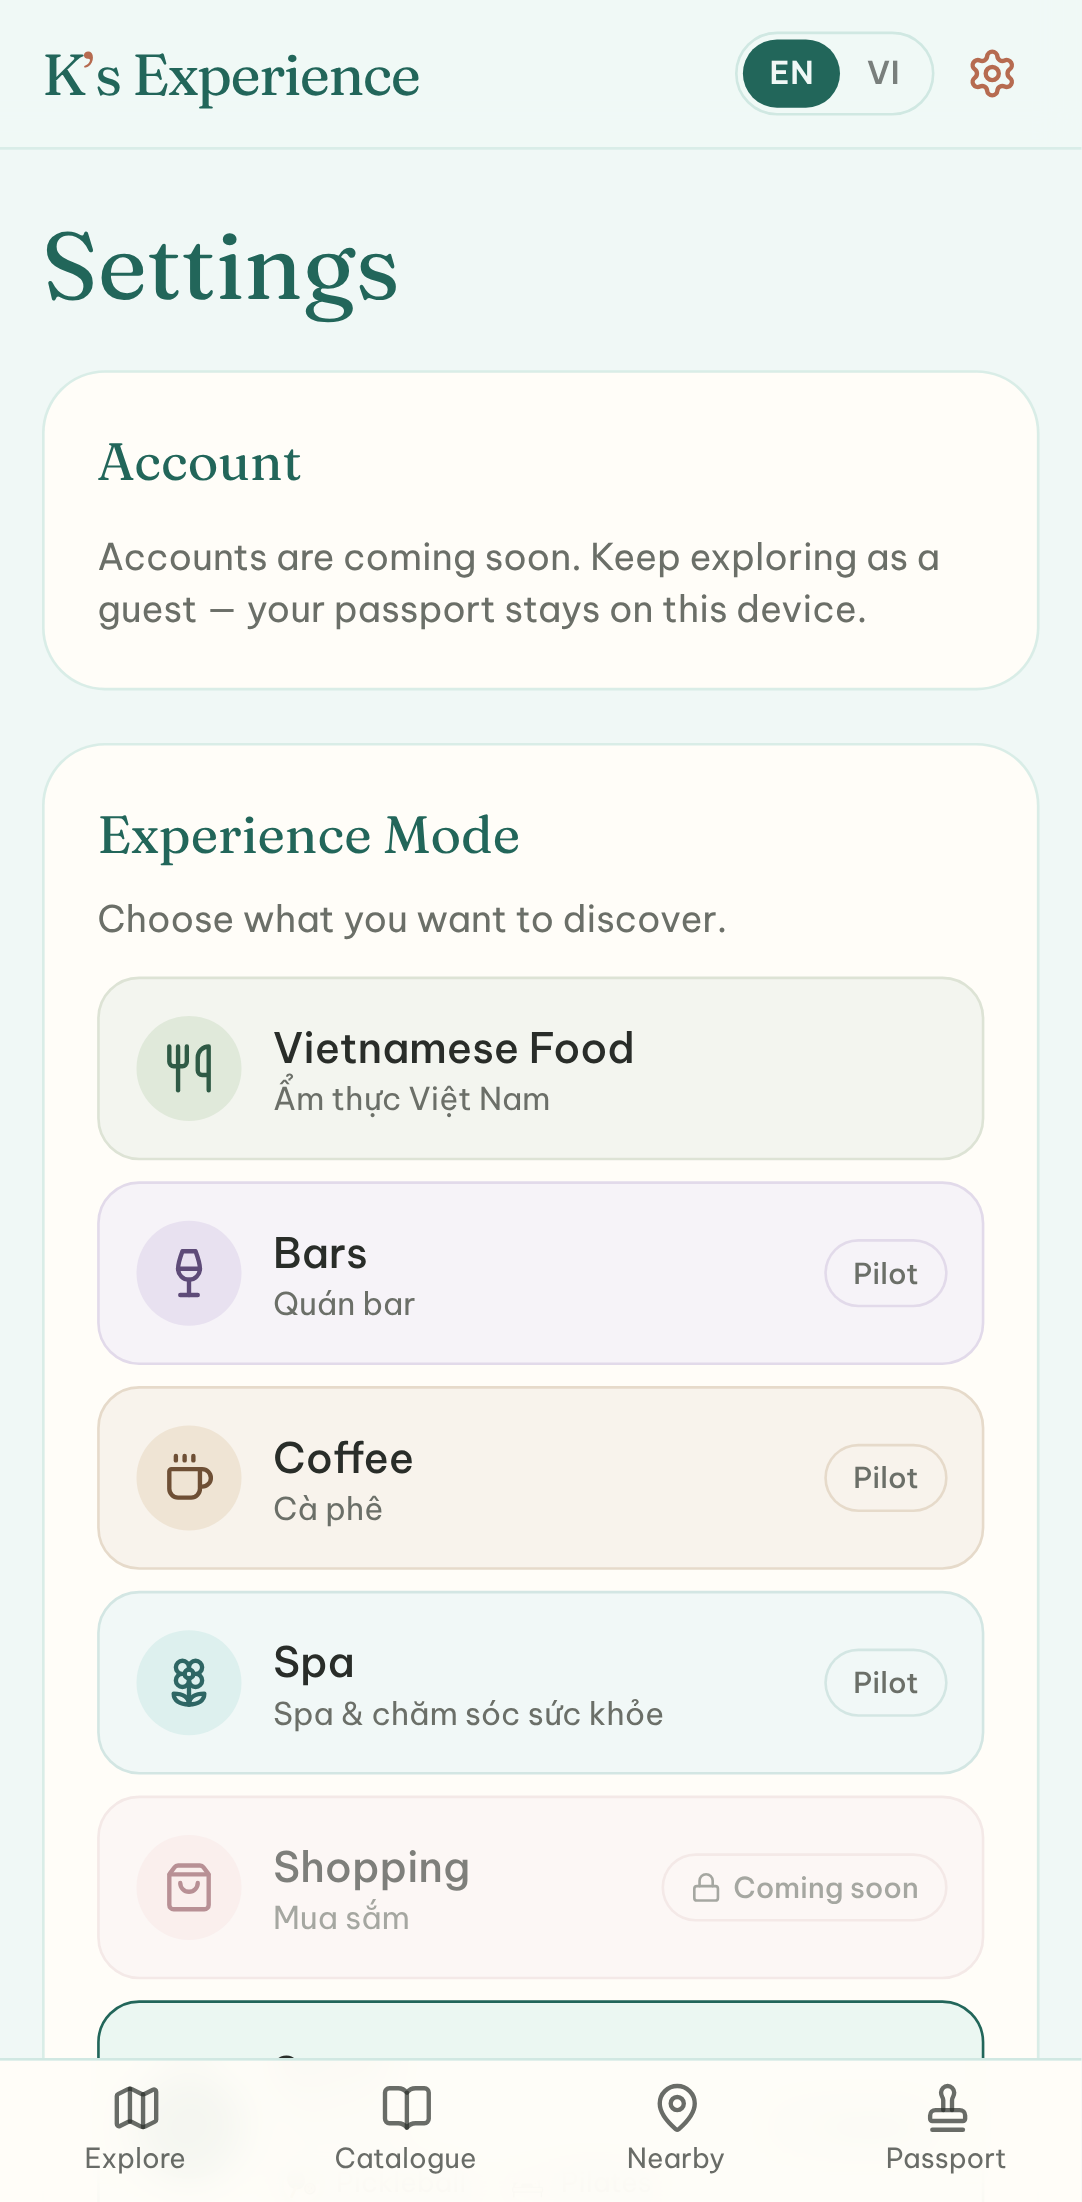 K's Experience
EN
VI
Settings
Account
Accounts are coming soon. Keep exploring as a
guest — your passport stays on this device.
Experience Mode
Choose what you want to discover.
Vietnamese Food
Ẩm thực Việt Nam
Bars
Quán bar
Pilot
Coffee
Cà phê
Pilot
Spa
Spa & chăm sóc sức khỏe
Pilot
Shopping
Mua sắm
Coming soon
Explore
Catalogue
Nearby
Passport